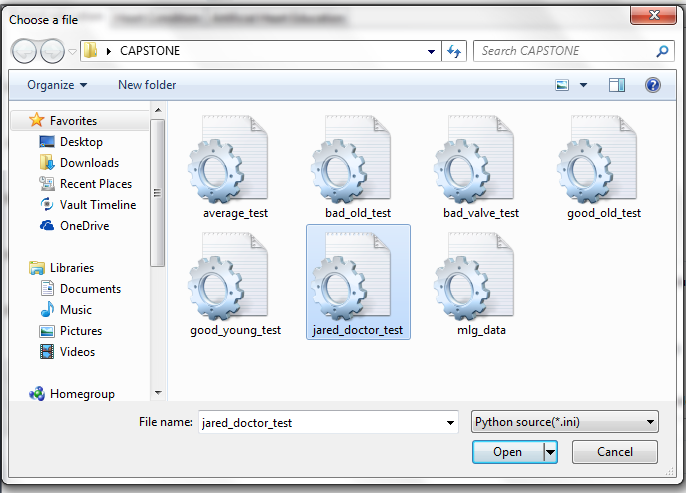 Choose a file
CAPSTONE
Search CAPSTONE
Organize
New folder
Favorites
Desktop
Downloads
Recent Places
Vault Timeline
OneDrive
Libraries
Documents
Music
Pictures
Videos
Homegroup
average_test
bad_old_test
bad_valve_test
good_old_test
good_young_test
jared_doctor_test
mlg_data
File name:
jared_doctor_test
Python source(*.ini)
Open
Cancel